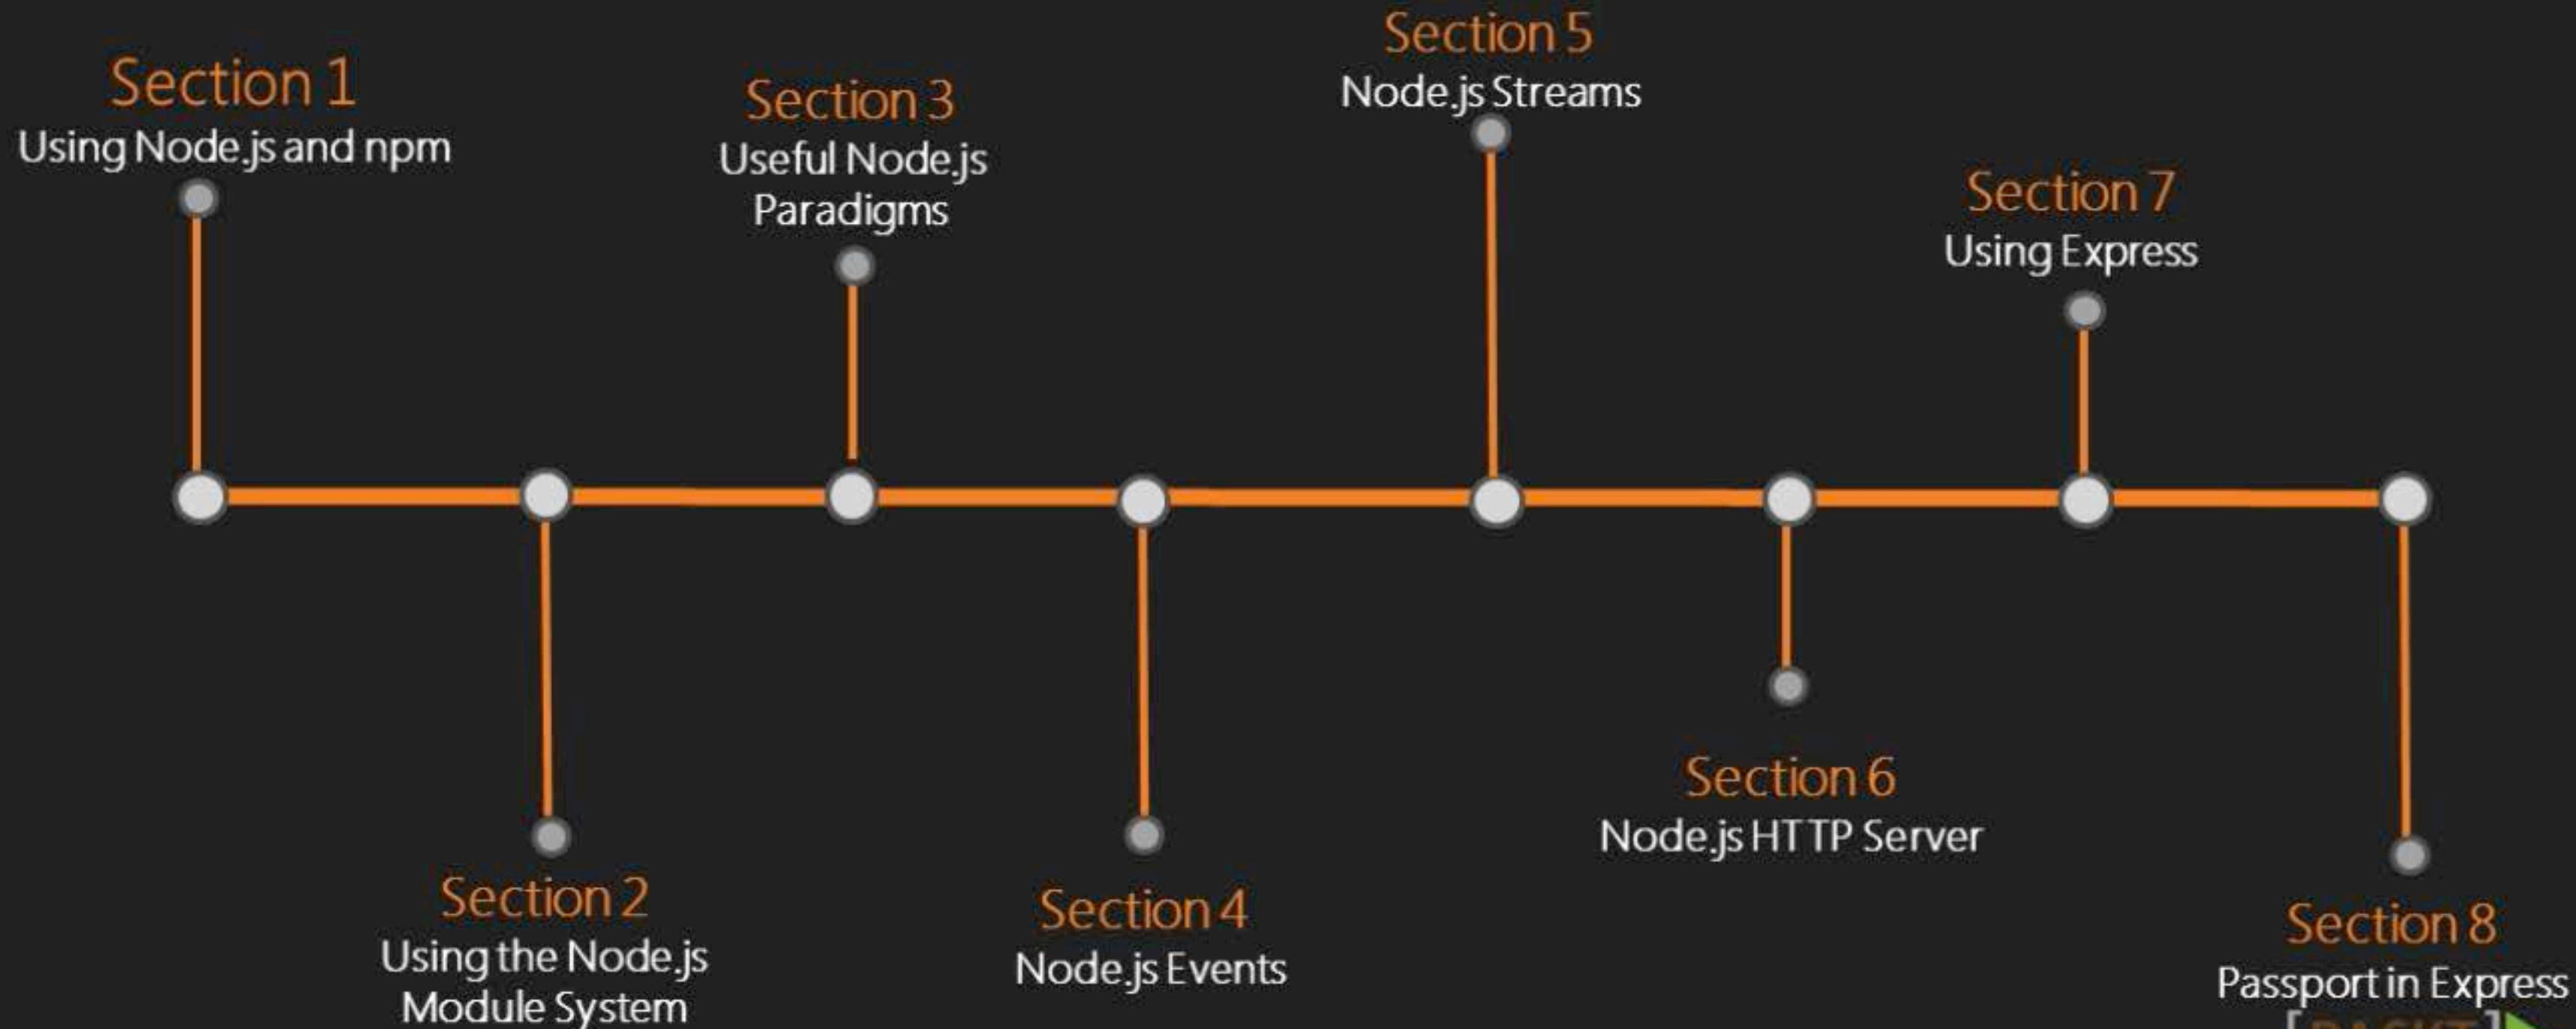 Section 1
Using Node.js and npm
Section 2
Using the Node.js
Module System
Section 3
Useful Node.js
Paradigms
Section 4
Node.js Events
Section 5
Node.js Streams
Section 6
Node.js HTTP Server
Section 7
Using Express
Section 8
Passport in Express